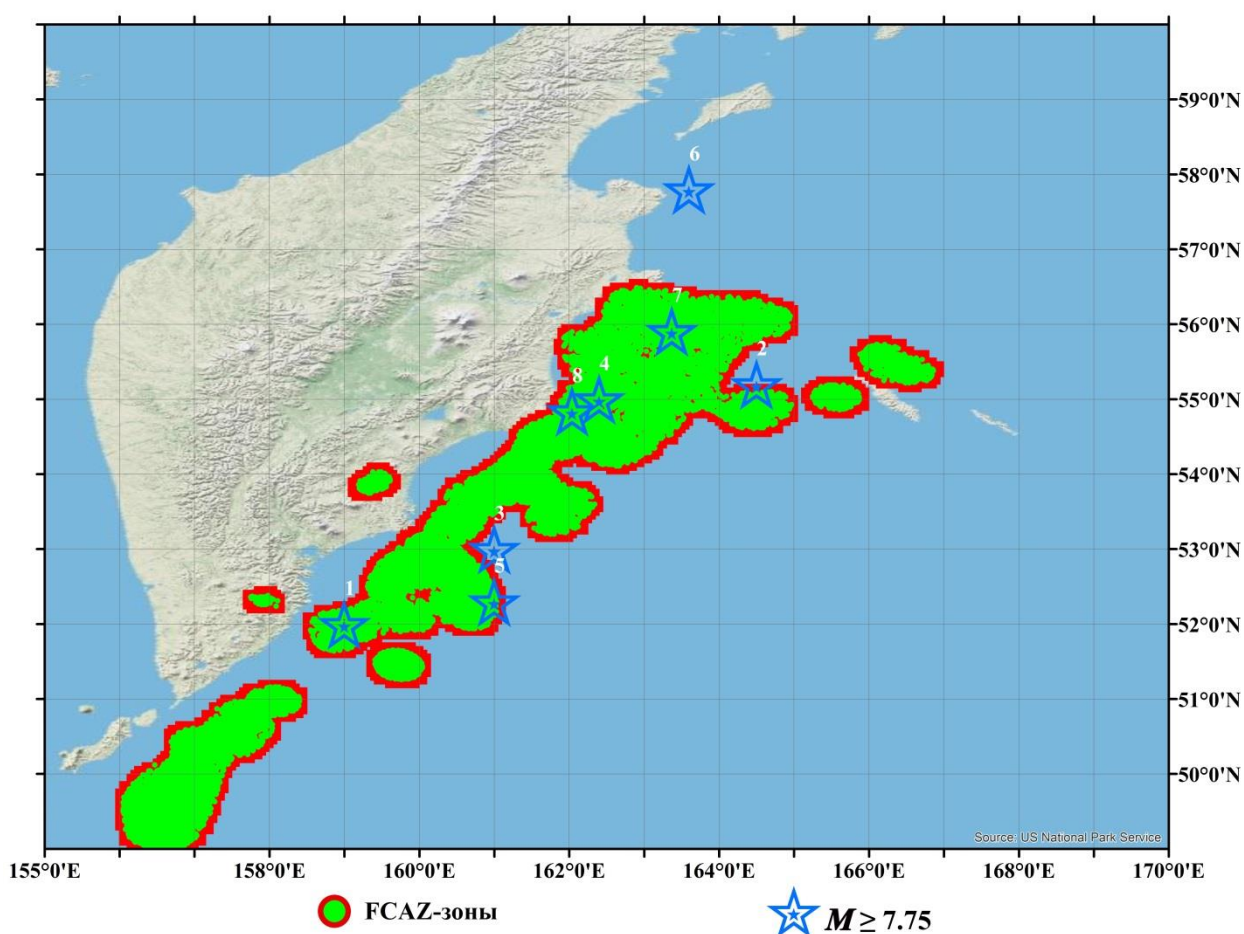 6
59°0'N
58°0'N
57°0'N
7
56°0'N
2
4
8
55°0'N
54°0'N
3
53°0'N
5
1
52°0'N
51°0'N
50°0'N
Source: US National Park Service
155°0'E
158°0'E
160°0'E
162°0'E
164°0'E
166°0'E
168°0'E
170°0'E
FCAZ-зоны
M ≥ 7.75